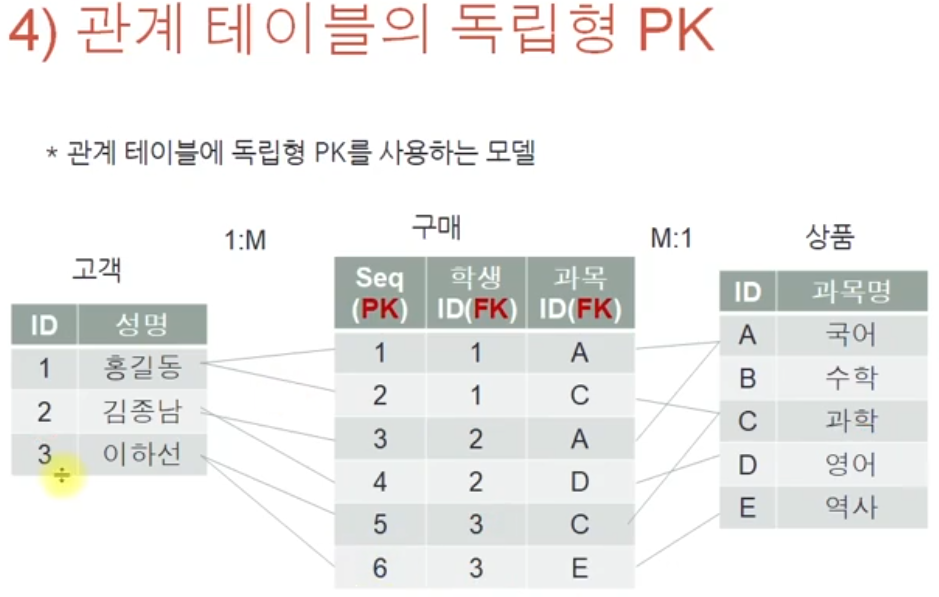 4) 관계 테이블의 독립형 PK
* 관계 테이블에 독립형 PK를 사용하는 모델
고객
1:M
구매
M:1
상품
ID 성명
1 홍길동
2 김종남
3 이하선
Seq 학생 과목
(PK) ID(FK) ID(FK)
1 1 A
2 1 C
3 2 A
4 2 D
5 3 C
6 3 E
ID 과목명
A 국어
B 수학
C 과학
D 영어
E 역사